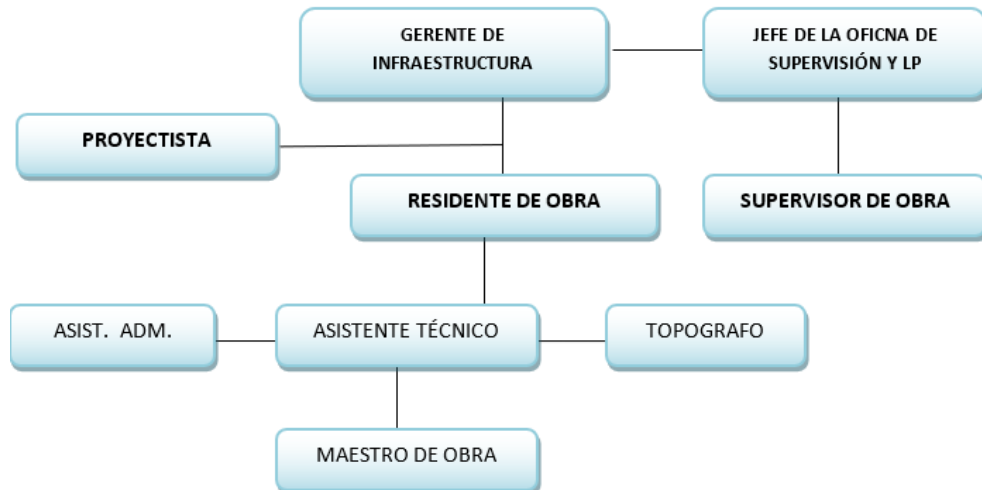 GERENTE DE
INFRAESTRUCTURA
JEFE DE LA OFICNA DE
SUPERVISIÓN Y LP
PROYECTISTA
RESIDENTE DE OBRA
SUPERVISOR DE OBRA
ASIST. ADM.
ASISTENTE TÉCNICO
TOPOGRAFO
MAESTRO DE OBRA